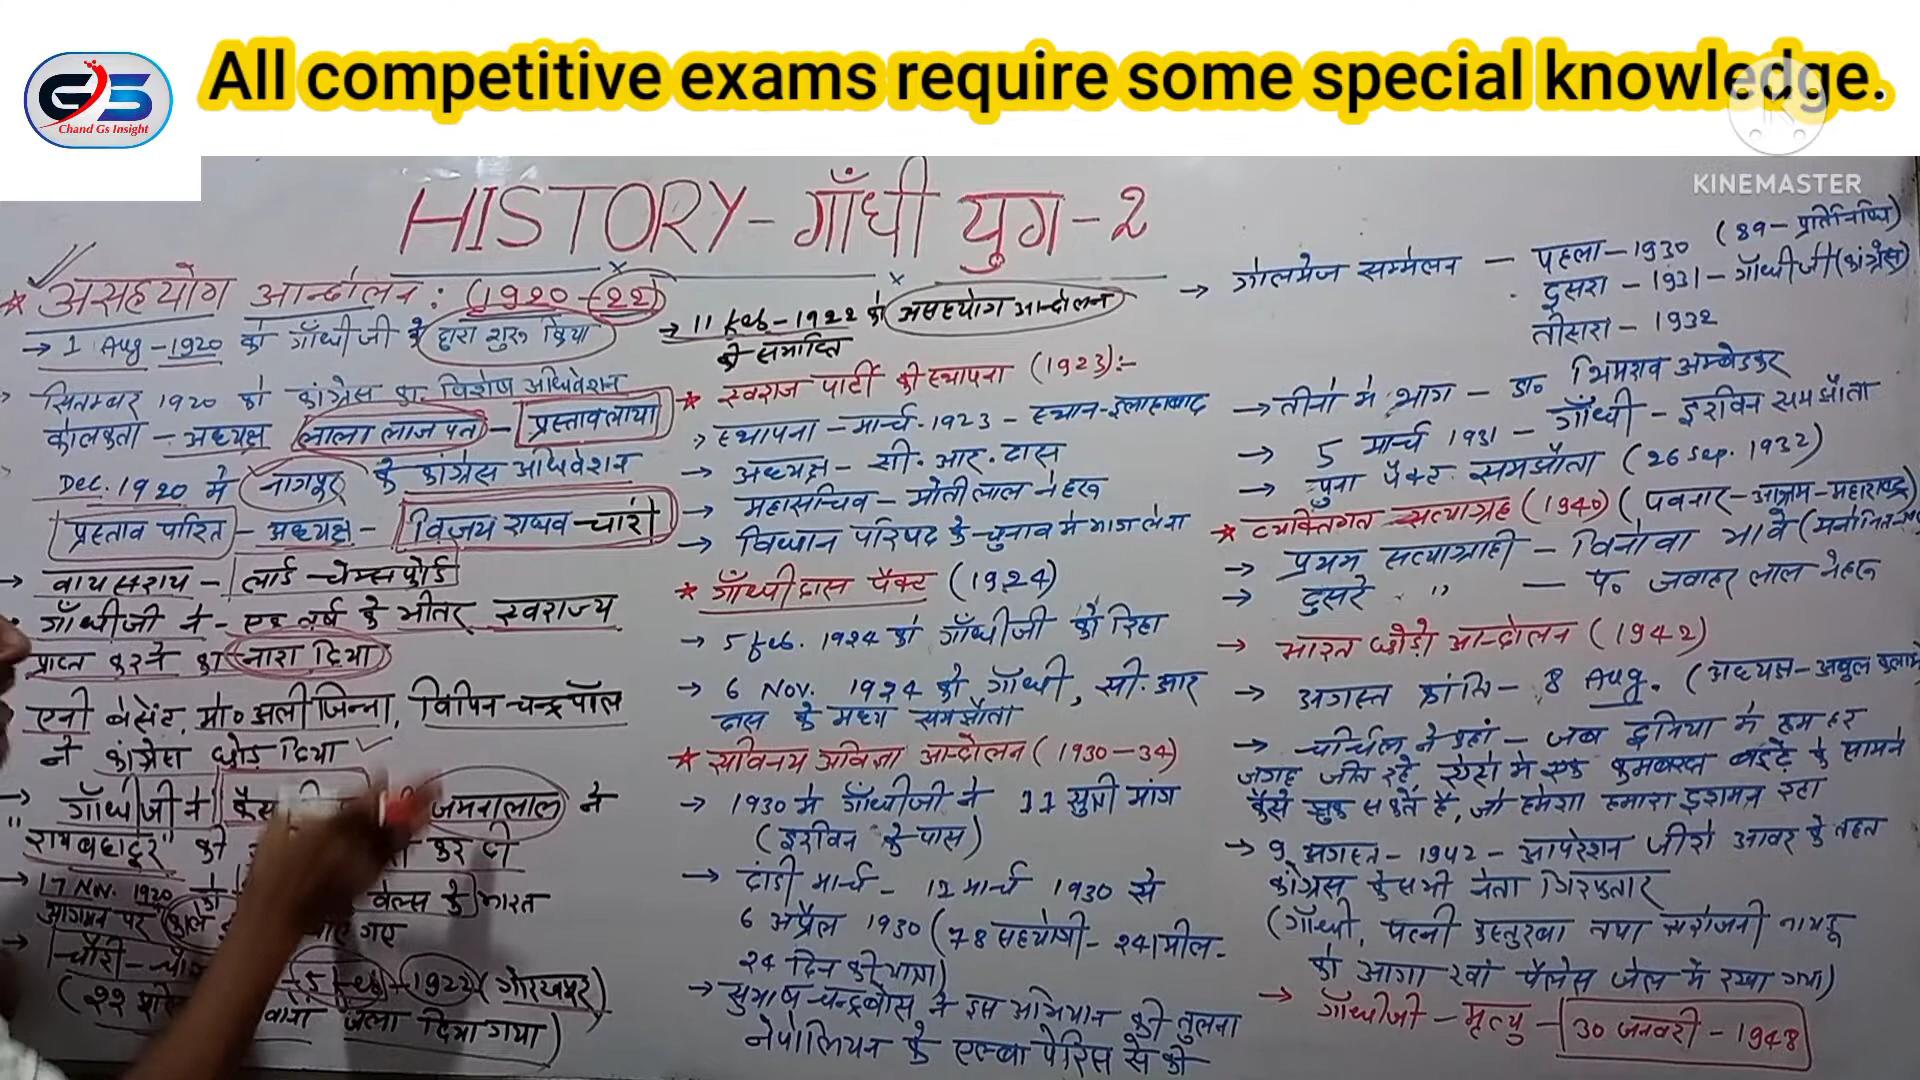 All competitive exams require some special knowledge.
GS
Chand Gs Insight
KINEMASTER
HISTORY - गाँधी युग - 2
असहयोग आन्दोलन : (1920-22)
→ 1 Aug - 1920 को गाँधीजी के द्वारा शुरू किया
सितम्बर 1920 को कांग्रेस का विशेष अधिवेशन
कोलकता - अध्यक्ष लाला लाजपत - प्रस्ताव लाया
Dec. 1920 मे नागपुर के कांग्रेस अधिवेशन
प्रस्ताव पारित - अध्यक्ष - विजय राघव - चारी
→ वायसराय - लार्ड - चेम्सफोर्ड
गाँधीजी ने - एक वर्ष के भीतर स्वराज्य
प्राप्त करने का नारा दिया
एनी बेसेंट, मो० अली जिन्ना, विपिन चन्द्र पॉल
ने कांग्रेस छोड़ दिया
→ गाँधीजी ने कैस जमनालाल ने
"रायबहादुर" की कर दी
→ 17 Nov. 1920 को वेल्स के भारत
आगमन पर काल गए
→ चौरी - चौ - 5 Feb - 1922 (गोरखपुर)
(22 जला दिया गया)
→ 11 Feb - 1922 को असहयोग आन्दोलन
की समाप्ति
* स्वराज पार्टी की स्थापना (1923):-
→ स्थापना - मार्च. 1923 - स्थान - इलाहाबाद
→ अध्यक्ष - सी. आर. दास
→ महासचिव - मोतीलाल नेहरू
→ विधान परिषद के चुनाव मे भाग लेना
* गाँधी दास पैक्ट (1924)
→ 5 feb. 1924 को गाँधीजी को रिहा
→ 6 Nov. 1924 को गाँधी, सी. आर
दास के मध्य समझौता
* सविनय अविज्ञा आन्दोलन (1930-34)
→ 1930 मे गाँधीजी ने 11 सुत्री मांग
(इरविन के पास)
→ दांडी मार्च - 12 मार्च 1930 से
6 अप्रैल 1930 (78 सहयोगी - 241 मील -
24 दिन की यात्रा)
→ सुभाष चन्द्र बोस ने इस अभियान की तुलना
नेपोलियन के एल्बा पेरिस से की
→ गोलमेज सम्मेलन - पहला - 1930 (89 - प्रतिनिधि)
दुसरा - 1931 - गाँधीजी (कांग्रेस)
तीसरा - 1932
→ तीनो मे भाग - डा० भिमराव अम्बेडकर
→ 5 मार्च 1931 - गाँधी - इरविन समझौता
→ पुना पैक्ट समझौता (26 Sep. 1932)
* व्यक्तिगत सत्याग्रह (1940) (पवनार - आश्रम - महाराष्ट्र)
→ प्रथम सत्याग्राही - विनोवा भावे
→ दुसरे " - प० जवाहर लाल नेहरू
→ भारत छोड़ो आन्दोलन (1942)
→ अगस्त क्रांति - 8 Aug. (अध्यक्ष - अबुल कलाम
→ चर्चिल ने कहां - जब दुनिया मे हम हर
जगह जीत रहे, ऐसे मे एक कमबख्त बुड्ढे के सामने
कैसे झुक सकतें है, जो हमेशा हमारा दुशमन रहा
→ 9 अगस्त - 1942 - आपरेशन जीरो आवर के तहत
कांग्रेस के सभी नेता गिरफ्तार
(गाँधी, पत्नी कस्तुरबा तथा सरोजनी नायडू
को आगा खां पैलेस जेल में रखा गया)
→ गाँधीजी - मृत्यु - 30 जनवरी - 1948